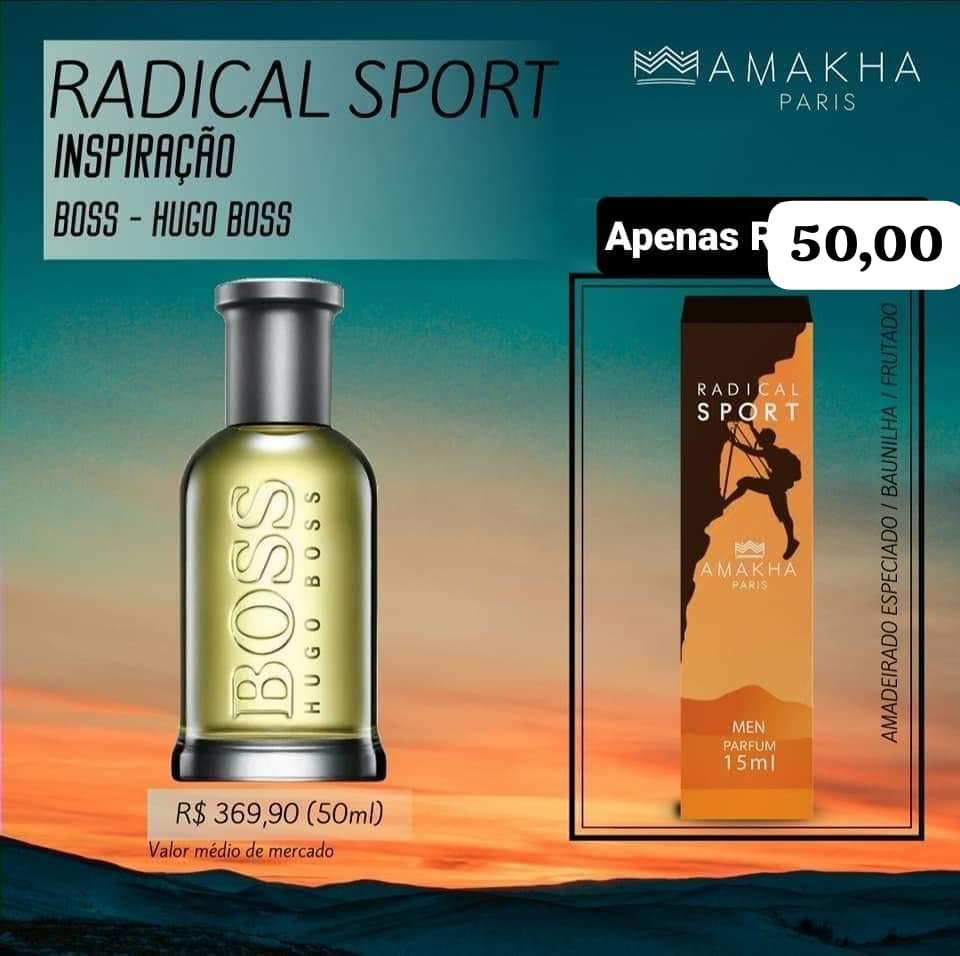 RADICAL SPORT
INSPIRAÇÃO
BOSS - HUGO BOSS
AMAKHA
PARIS
Apenas R
50,00
BOSS
HUGO BOSS
R$ 369,90 (50ml)
Valor médio de mercado
RADICAL
SPORT
AMAKHA
PARIS
MEN
PARFUM
15ml
AMADEIRADO ESPECIADO / BAUNILHA / FRUTADO